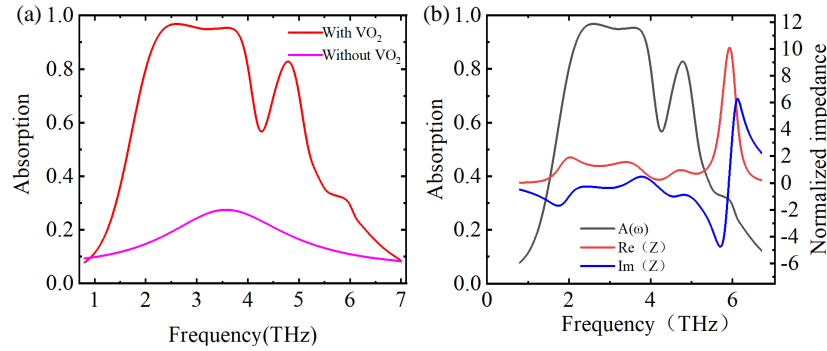 (a)
With VO2
Without VO2
Absorption
1.0
0.8
0.6
0.4
0.2
0.0
1 2 3 4 5 6 7
Frequency(THz)
(b)
A(ω)
Re（Z）
Im（Z）
Absorption
1.0
0.8
0.6
0.4
0.2
0.0
0 2 4 6
Frequency（THz）
12
10
8
6
4
2
0
-2
-4
-6
Normalized impedance